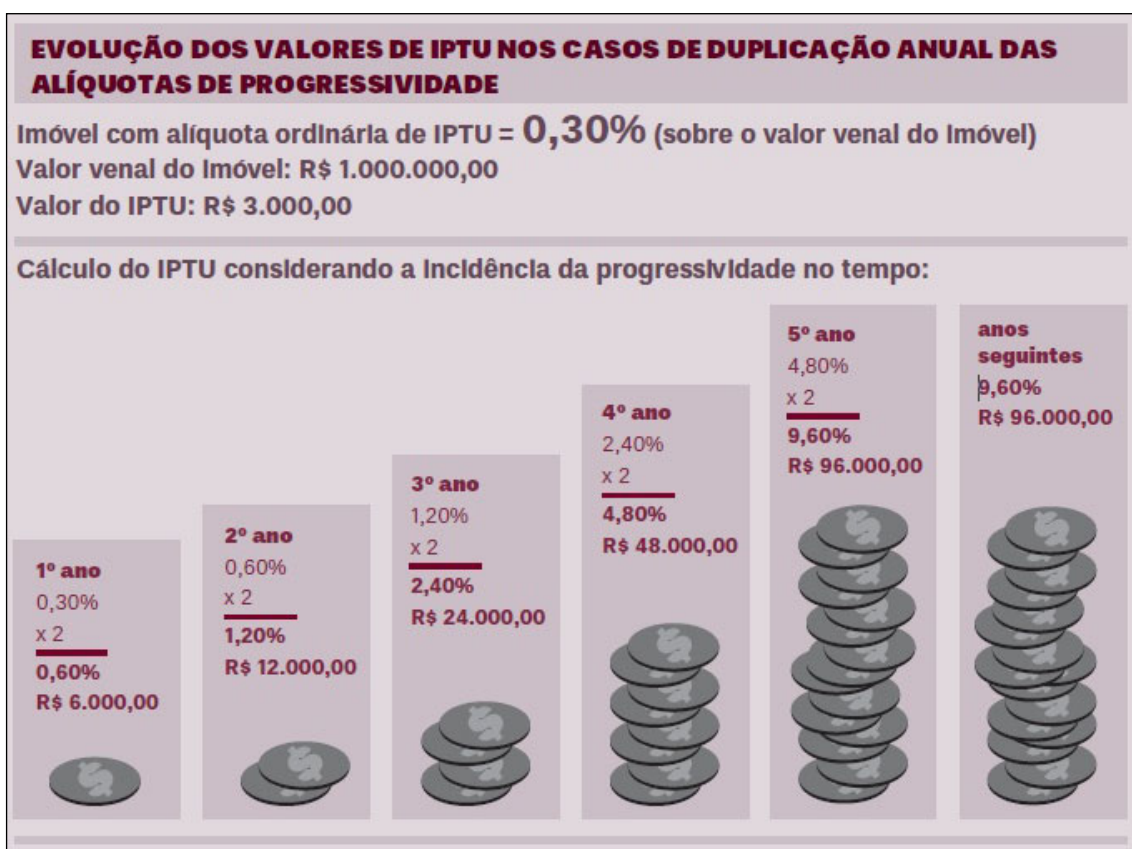 EVOLUÇÃO DOS VALORES DE IPTU NOS CASOS DE DUPLICAÇÃO ANUAL DAS
ALÍQUOTAS DE PROGRESSIVIDADE
Imóvel com alíquota ordinária de IPTU = 0,30% (sobre o valor venal do imóvel)
Valor venal do imóvel: R$ 1.000.000,00
Valor do IPTU: R$ 3.000,00
Cálculo do IPTU considerando a incidência da progressividade no tempo:
1º ano
0,30%
x 2
0,60%
R$ 6.000,00
2º ano
0,60%
x 2
1,20%
R$ 12.000,00
3º ano
1,20%
x 2
2,40%
R$ 24.000,00
4º ano
2,40%
x 2
4,80%
R$ 48.000,00
5º ano
4,80%
x 2
9,60%
R$ 96.000,00
anos
seguintes
9,60%
R$ 96.000,00